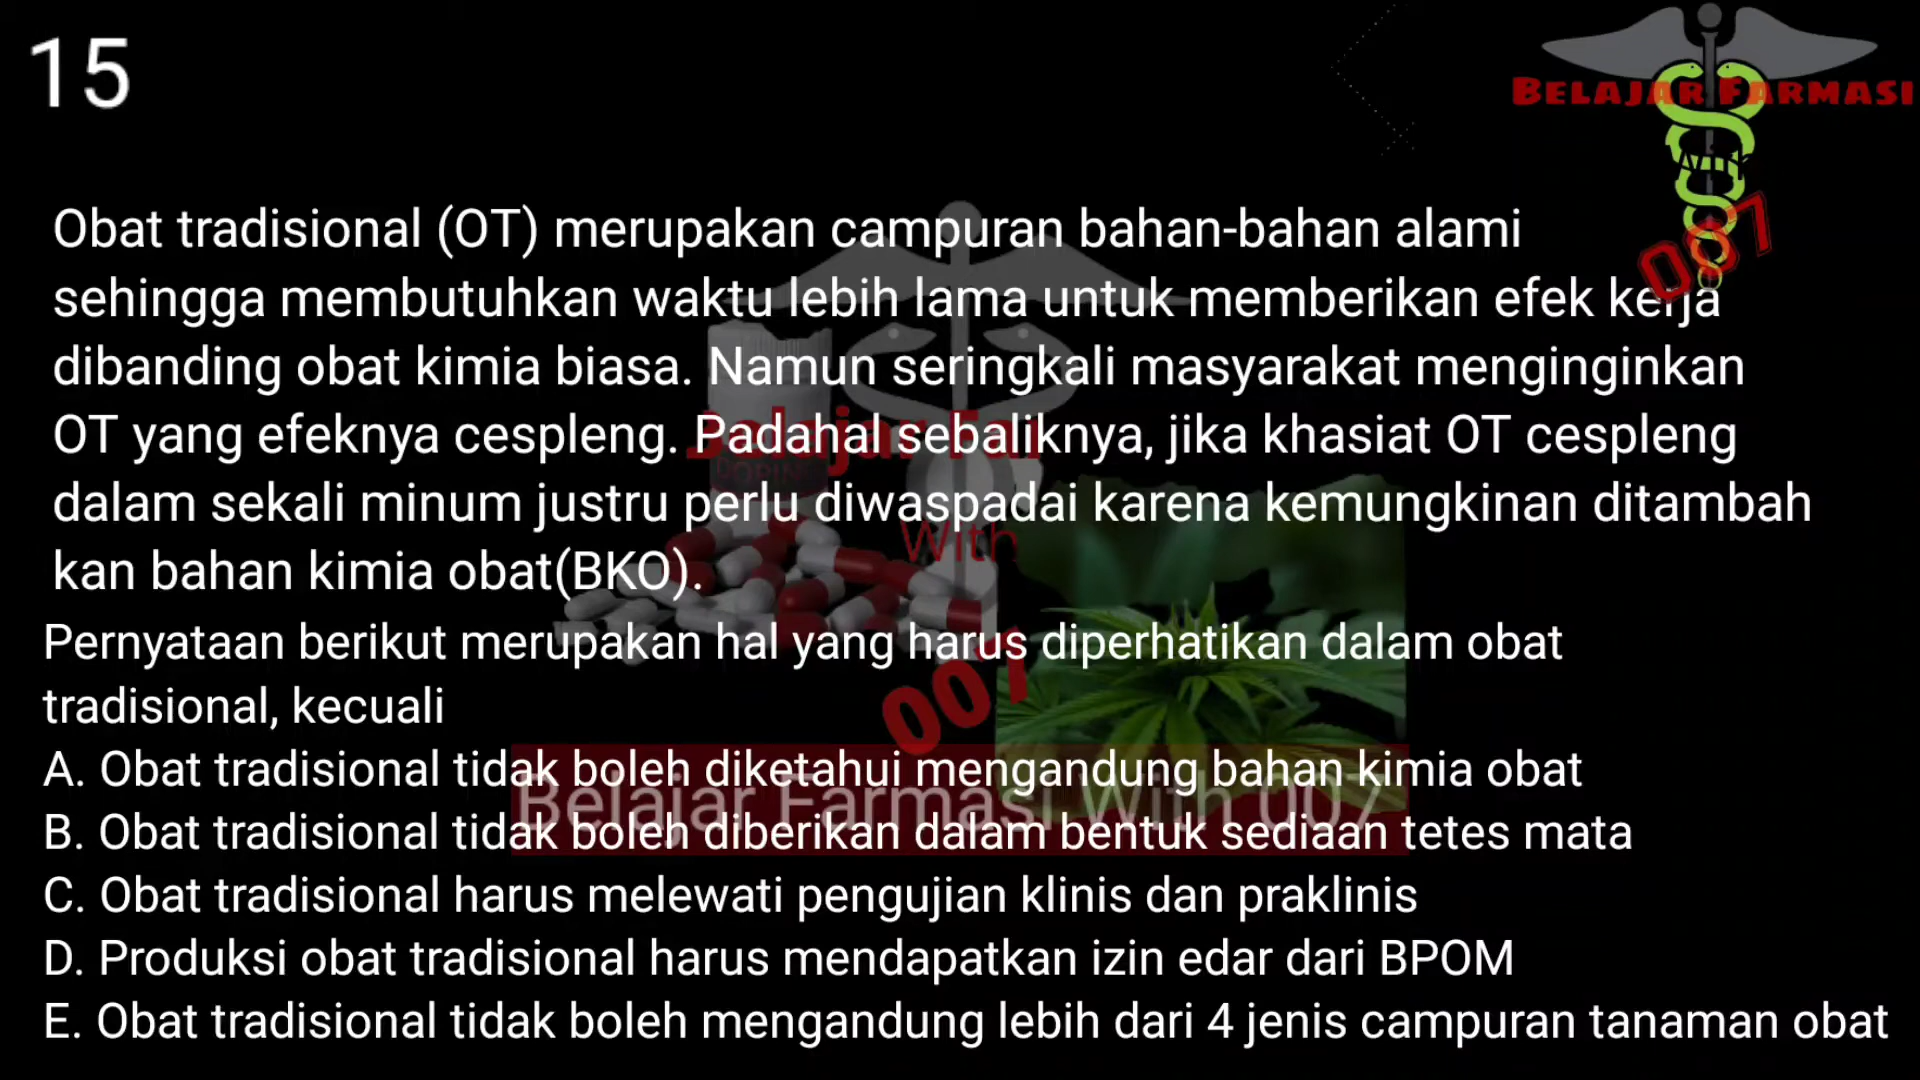 15
BELAJAR FARMASI
WITH
007
Obat tradisional (OT) merupakan campuran bahan-bahan alami
sehingga membutuhkan waktu lebih lama untuk memberikan efek kerja
dibanding obat kimia biasa. Namun seringkali masyarakat menginginkan
OT yang efeknya cespleng. Padahal sebaliknya, jika khasiat OT cespleng
dalam sekali minum justru perlu diwaspadai karena kemungkinan ditambah
kan bahan kimia obat(BKO).
Pernyataan berikut merupakan hal yang harus diperhatikan dalam obat
tradisional, kecuali
A. Obat tradisional tidak boleh diketahui mengandung bahan kimia obat
B. Obat tradisional tidak boleh diberikan dalam bentuk sediaan tetes mata
C. Obat tradisional harus melewati pengujian klinis dan praklinis
D. Produksi obat tradisional harus mendapatkan izin edar dari BPOM
E. Obat tradisional tidak boleh mengandung lebih dari 4 jenis campuran tanaman obat
With
007
Belajar Farmasi With 007